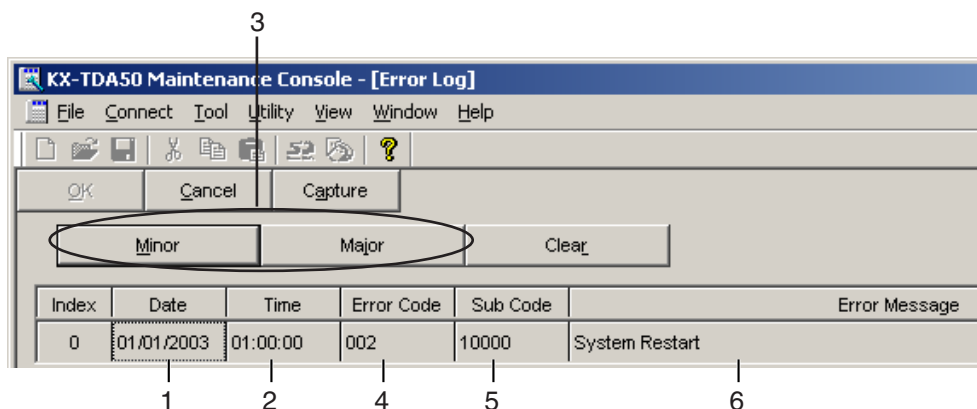 3
KX-TDA50 Maintenance Console - [Error Log]
File Connect Tool Utility View Window Help
OK Cancel Capture
Minor Major Clear
Index Date Time Error Code Sub Code Error Message
0 01/01/2003 01:00:00 002 10000 System Restart
1 2 4 5 6